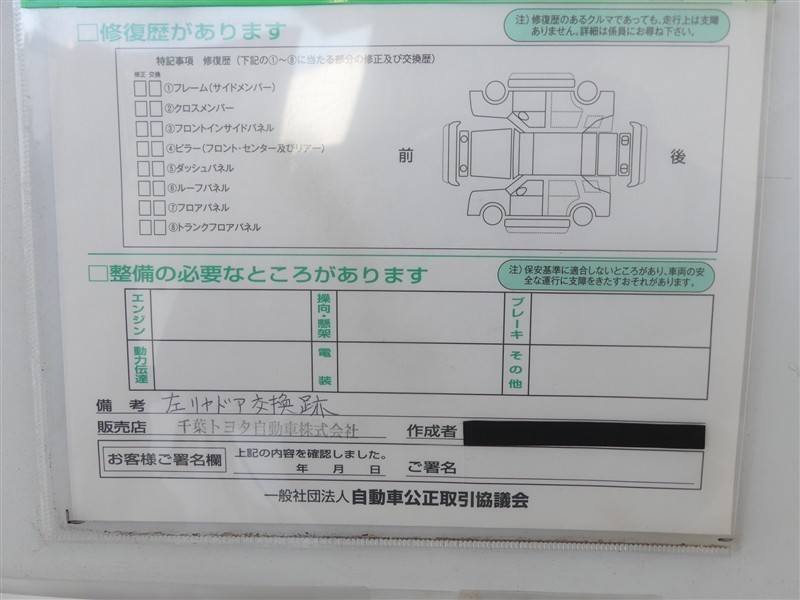 □修復歴があります
注）修復歴のあるクルマであっても、走行上は支障
ありません。詳細は係員にお尋ね下さい。
特記事項 修復歴（下記の①～⑧に当たる部分の修正及び交換歴）
修正 交換
①フレーム（サイドメンバー）
②クロスメンバー
③フロントインサイドパネル
④ピラー（フロント・センター及びリアー）
⑤ダッシュパネル
⑥ルーフパネル
⑦フロアパネル
⑧トランクフロアパネル
前
後
□整備の必要なところがあります
注）保安基準に適合しないところがあり、車両の安
全な運行に支障をきたすおそれがあります。
エンジン
操向・懸架
ブレーキ
動力伝達
電装
その他
備考 左リヤドア交換跡
販売店 千葉トヨタ自動車株式会社 作成者
お客様ご署名欄
上記の内容を確認しました。
年 月 日 ご署名
一般社団法人 自動車公正取引協議会